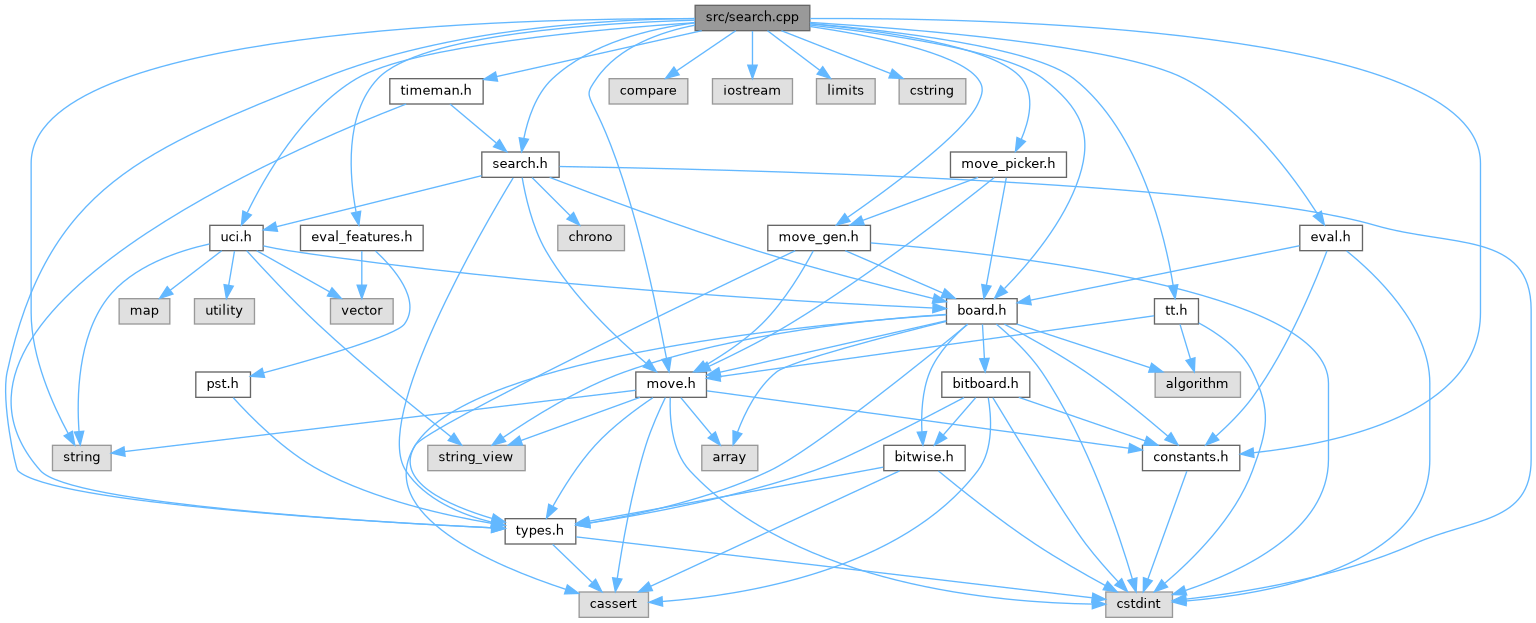 src/search.cpp
timeman.h
compare
iostream
limits
cstring
search.h
move_picker.h
uci.h
eval_features.h
chrono
move_gen.h
eval.h
map
utility
vector
board.h
tt.h
pst.h
move.h
bitboard.h
algorithm
string
string_view
array
bitwise.h
constants.h
types.h
cassert
cstdint